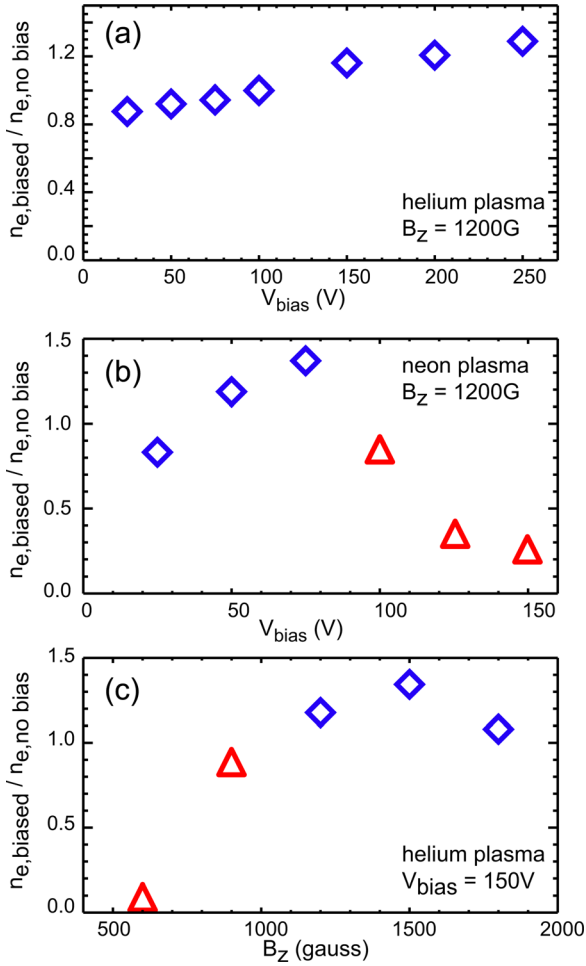 (a)
n_e,biased / n_e,no bias
1.2
0.8
0.4
0.0
helium plasma
B_z = 1200G
0 50 100 150 200 250
V_bias (V)
(b)
n_e,biased / n_e,no bias
1.5
1.0
0.5
0.0
neon plasma
B_z = 1200G
0 50 100 150
V_bias (V)
(c)
n_e,biased / n_e,no bias
1.5
1.0
0.5
0.0
helium plasma
V_bias = 150V
500 1000 1500 2000
B_z (gauss)